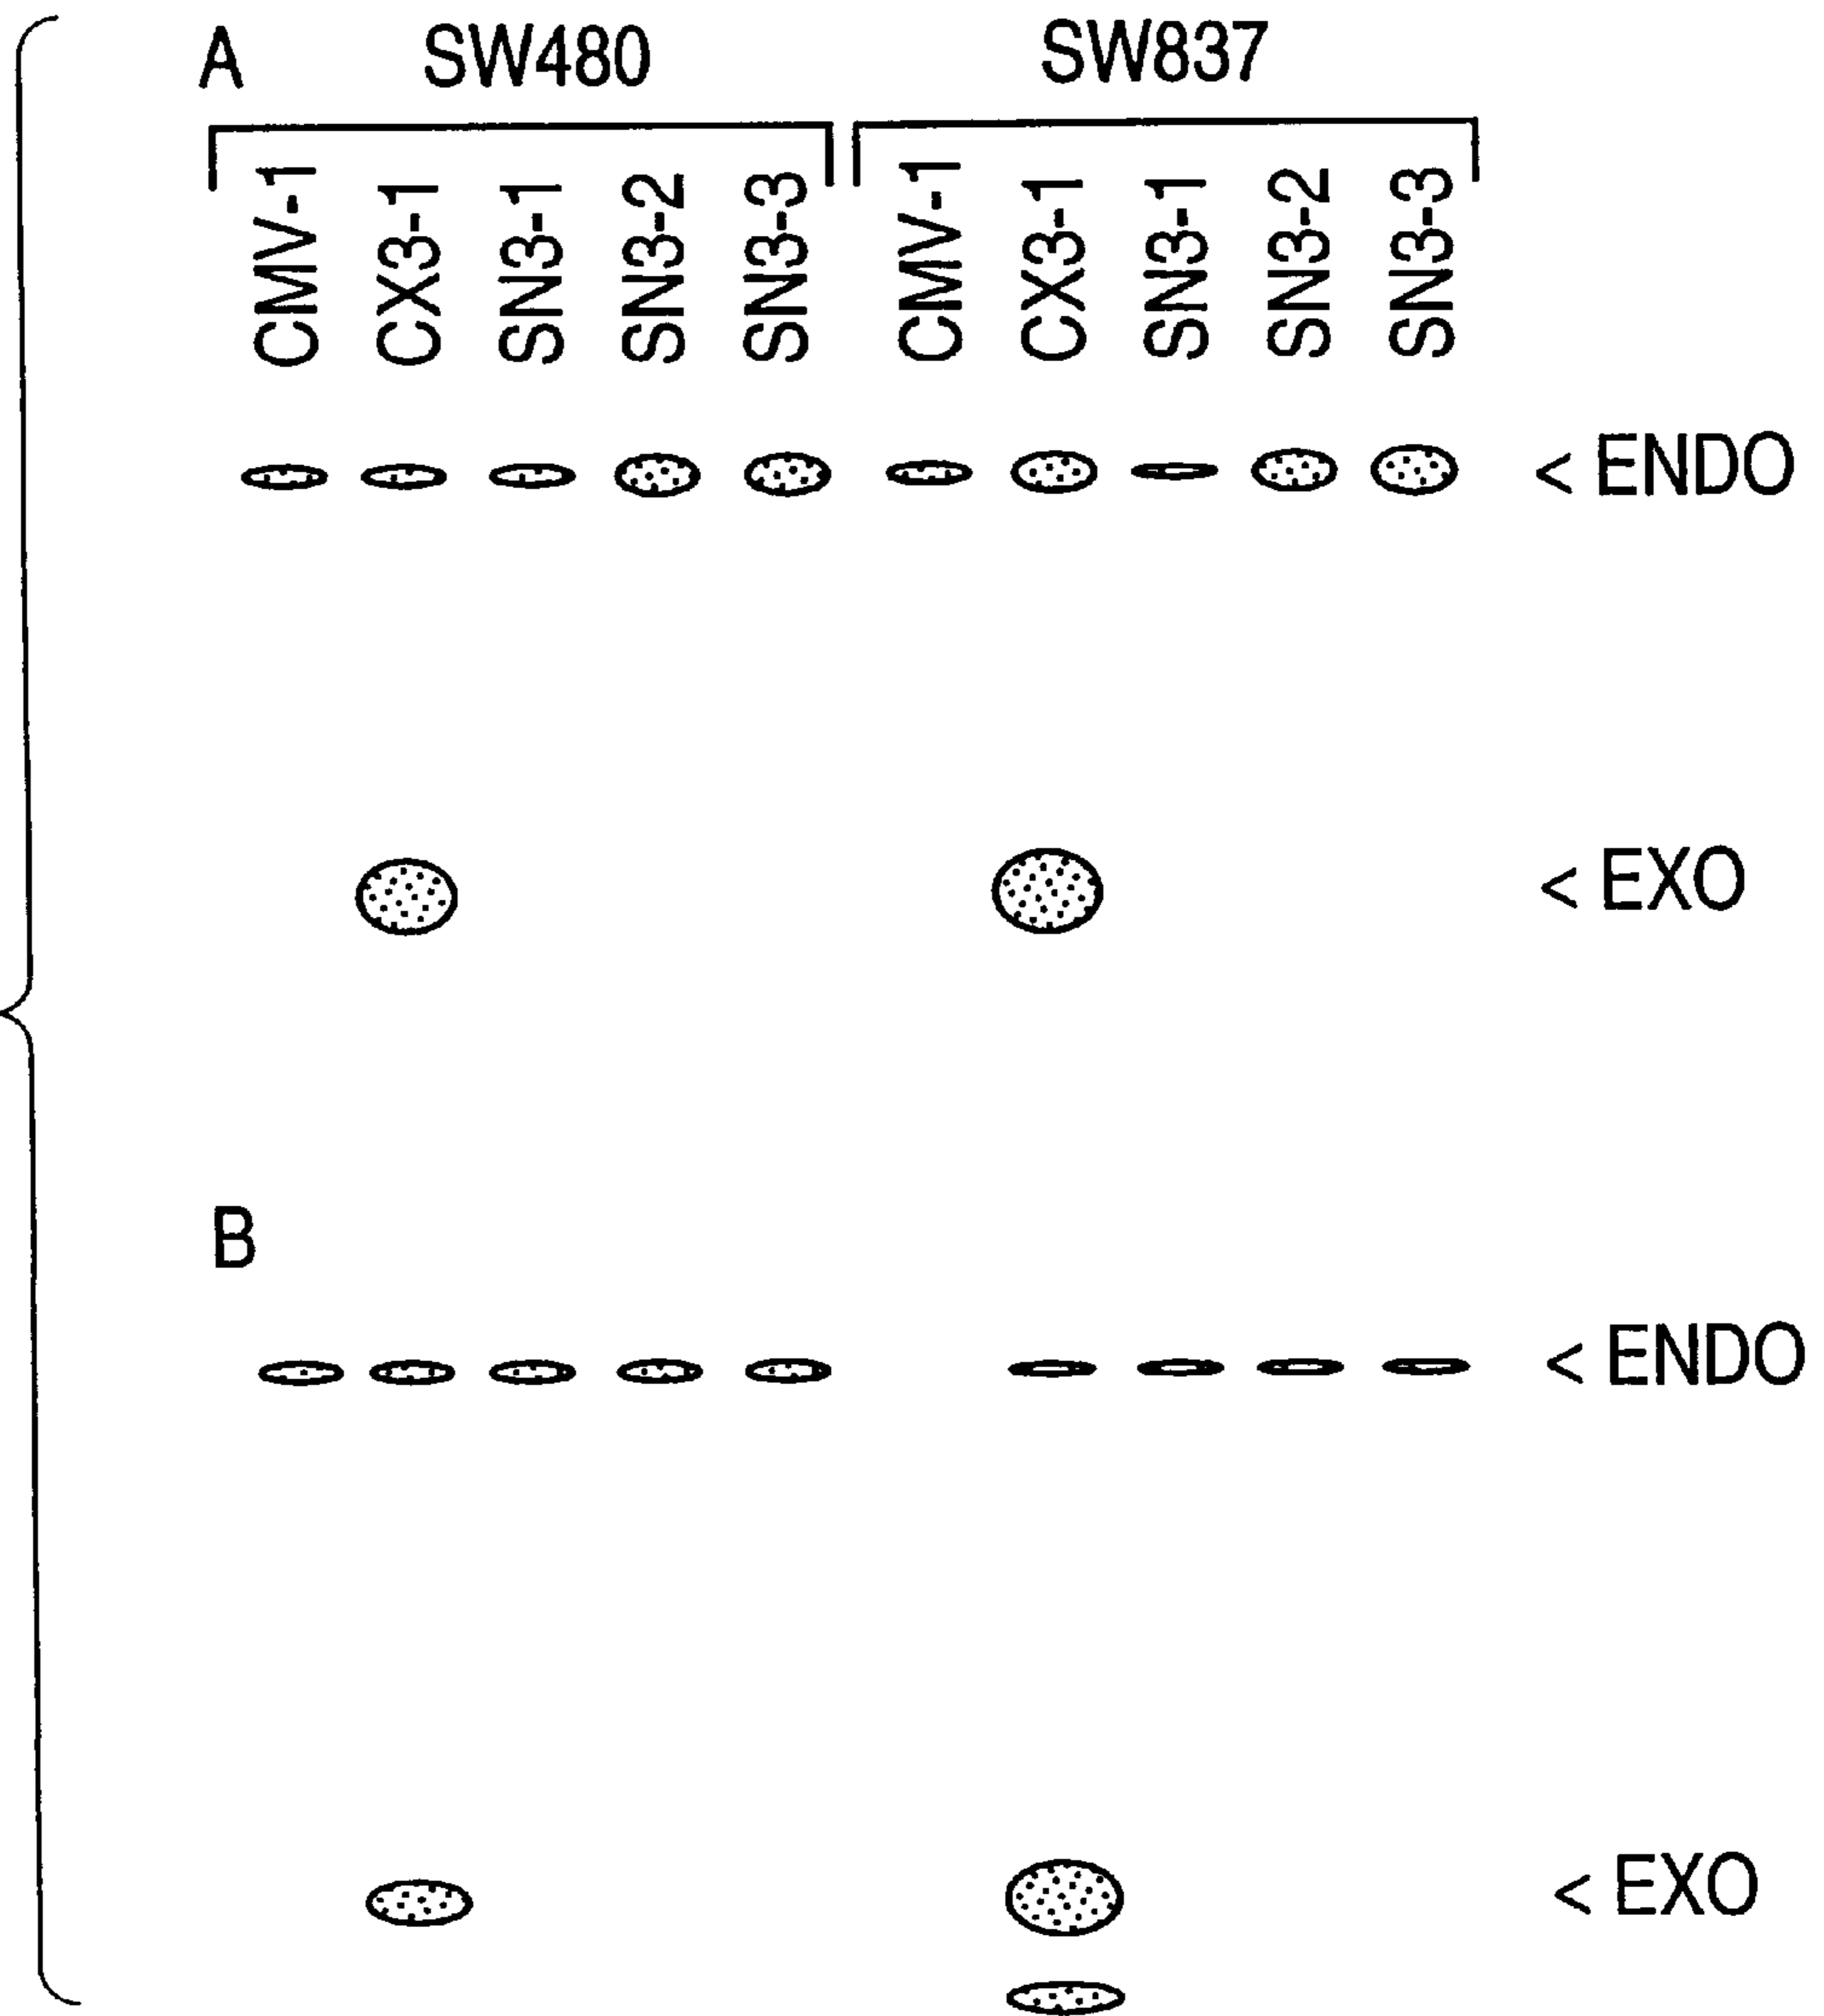 A SW480 SW837
CMV-1 CX3-1 SN3-1 SN3-2 SN3-3 CMV-1 CX3-1 SN3-1 SN3-2 SN3-3
< ENDO
< EXO
B
< ENDO
< EXO